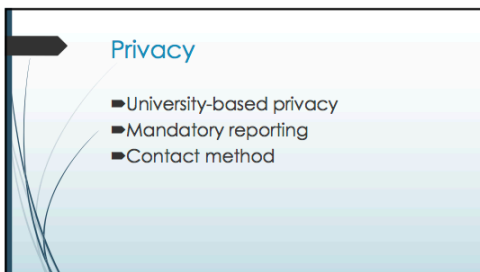 Privacy
University-based privacy
Mandatory reporting
Contact method